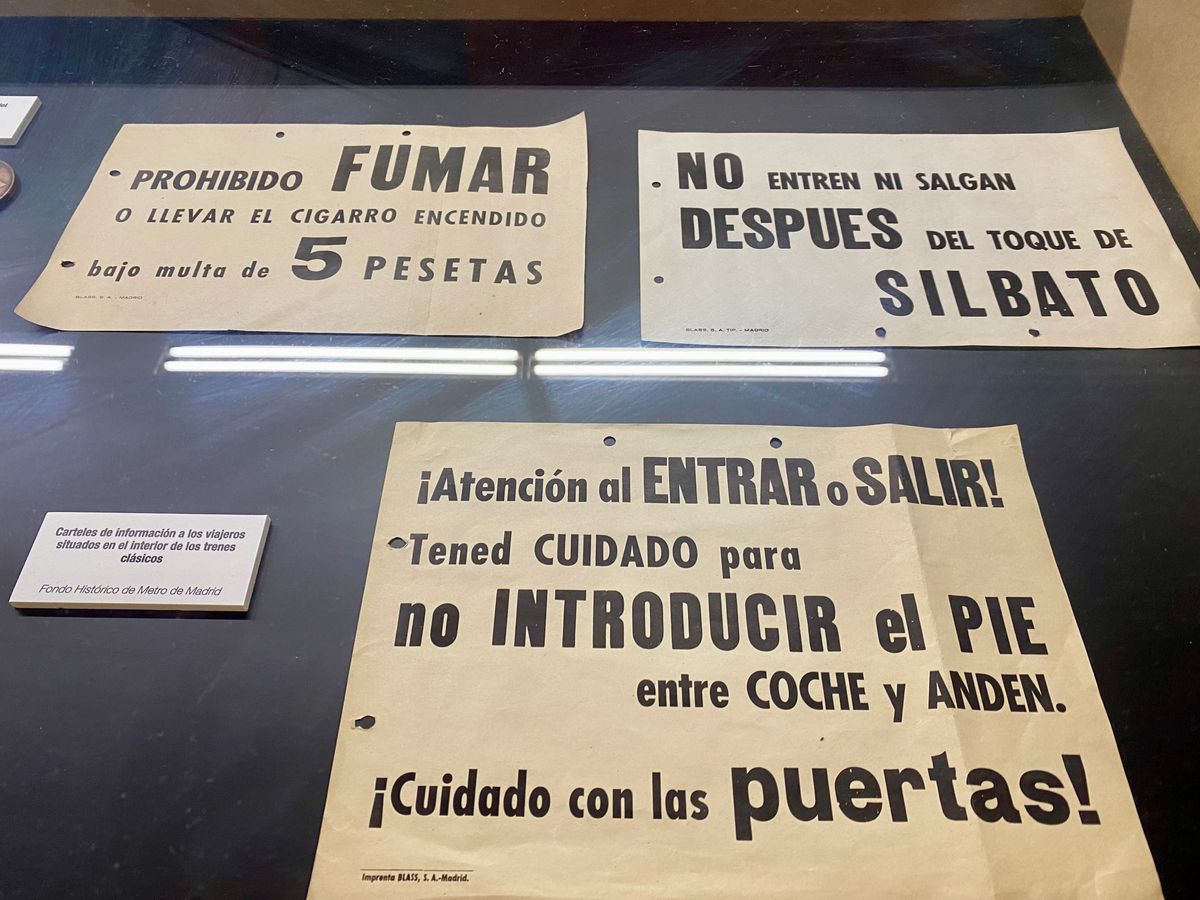 PROHIBIDO FUMAR
O LLEVAR EL CIGARRO ENCENDIDO
bajo multa de 5 PESETAS
BLASS, S. A. - MADRID
NO ENTREN NI SALGAN
DESPUES DEL TOQUE DE
SILBATO
BLASS, S. A. TIP. - MADRID
¡Atención al ENTRAR o SALIR!
Tened CUIDADO para
no INTRODUCIR el PIE
entre COCHE y ANDEN.
¡Cuidado con las puertas!
Imprenta BLASS, S. A.-Madrid.
Carteles de información a los viajeros
situados en el interior de los trenes
clásicos
Fondo Histórico de Metro de Madrid